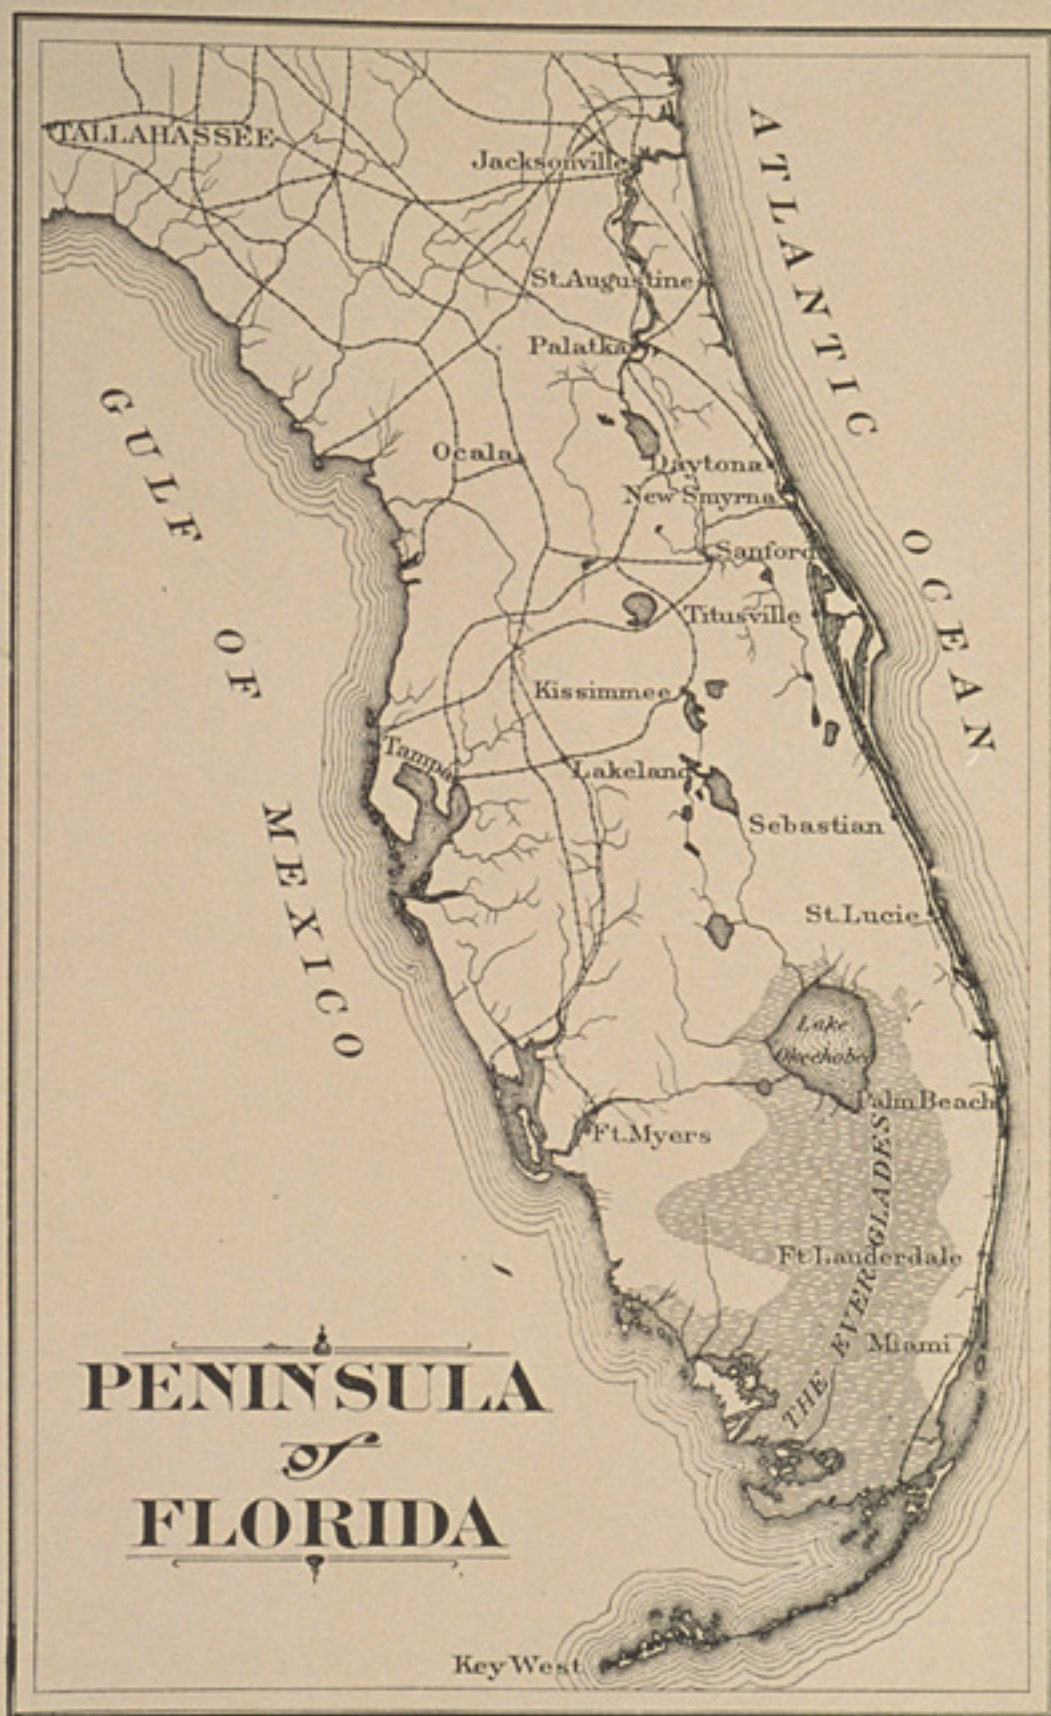 TALLAHASSEE
Jacksonville
ATLANTIC OCEAN
St. Augustine
Palatka
GULF OF MEXICO
Ocala
Daytona
New Smyrna
Sanford
Titusville
Kissimmee
Tampa
Lakeland
Sebastian
St. Lucie
Lake
Okechobe
Palm Beach
Ft. Myers
THE EVERGLADES
Ft Lauderdale
Miami
PENINSULA
of
FLORIDA
Key West